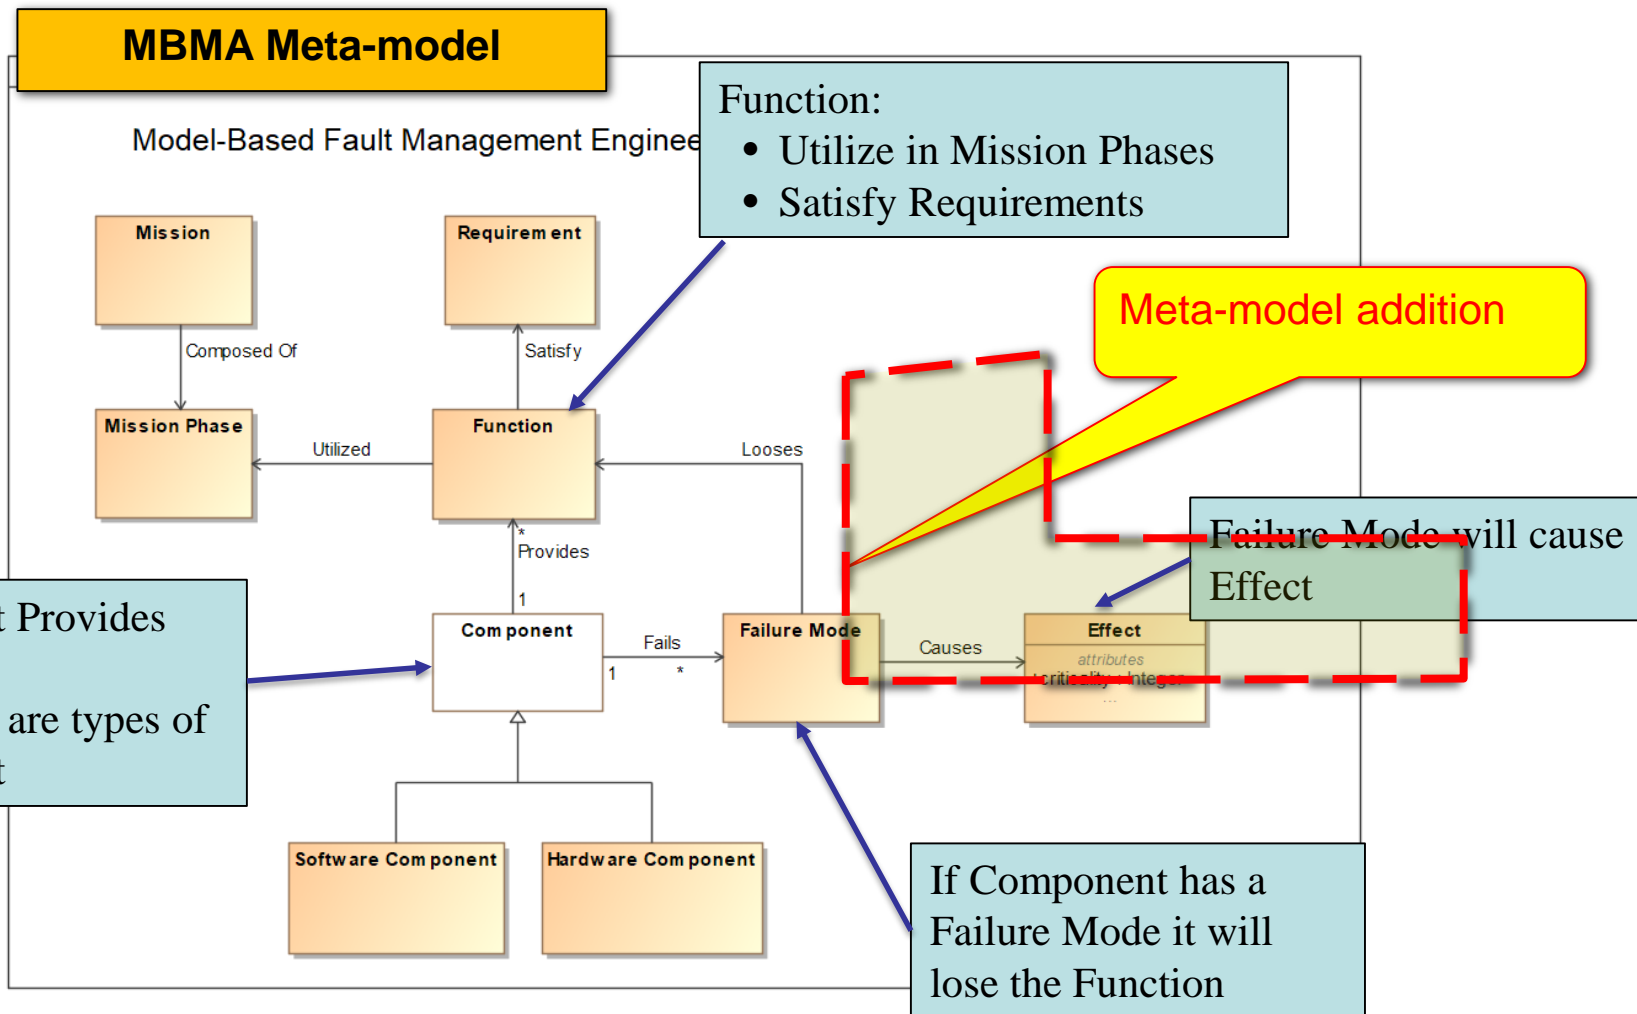 MBMA Meta-model
Model-Based Fault Management Enginee
Function:
• Utilize in Mission Phases
• Satisfy Requirements
Mission
Requirement
Meta-model addition
Composed Of
Satisfy
Mission Phase
Function
Utilized
Looses
*
Provides
Failure Mode will cause
Effect
1
t Provides
are types of
t
Component
Fails
1
*
Failure Mode
Causes
Effect
attributes
+criticality : Integer
...
Software Component
Hardware Component
If Component has a
Failure Mode it will
lose the Function